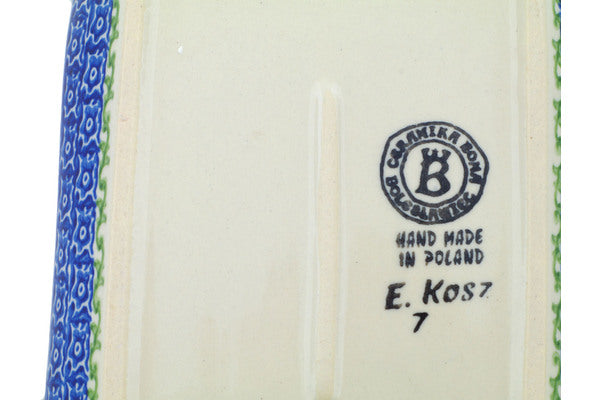 CERAMIKA BONA
BOLESŁAWIEC
B
HAND MADE
IN POLAND
E. KOSZ
7